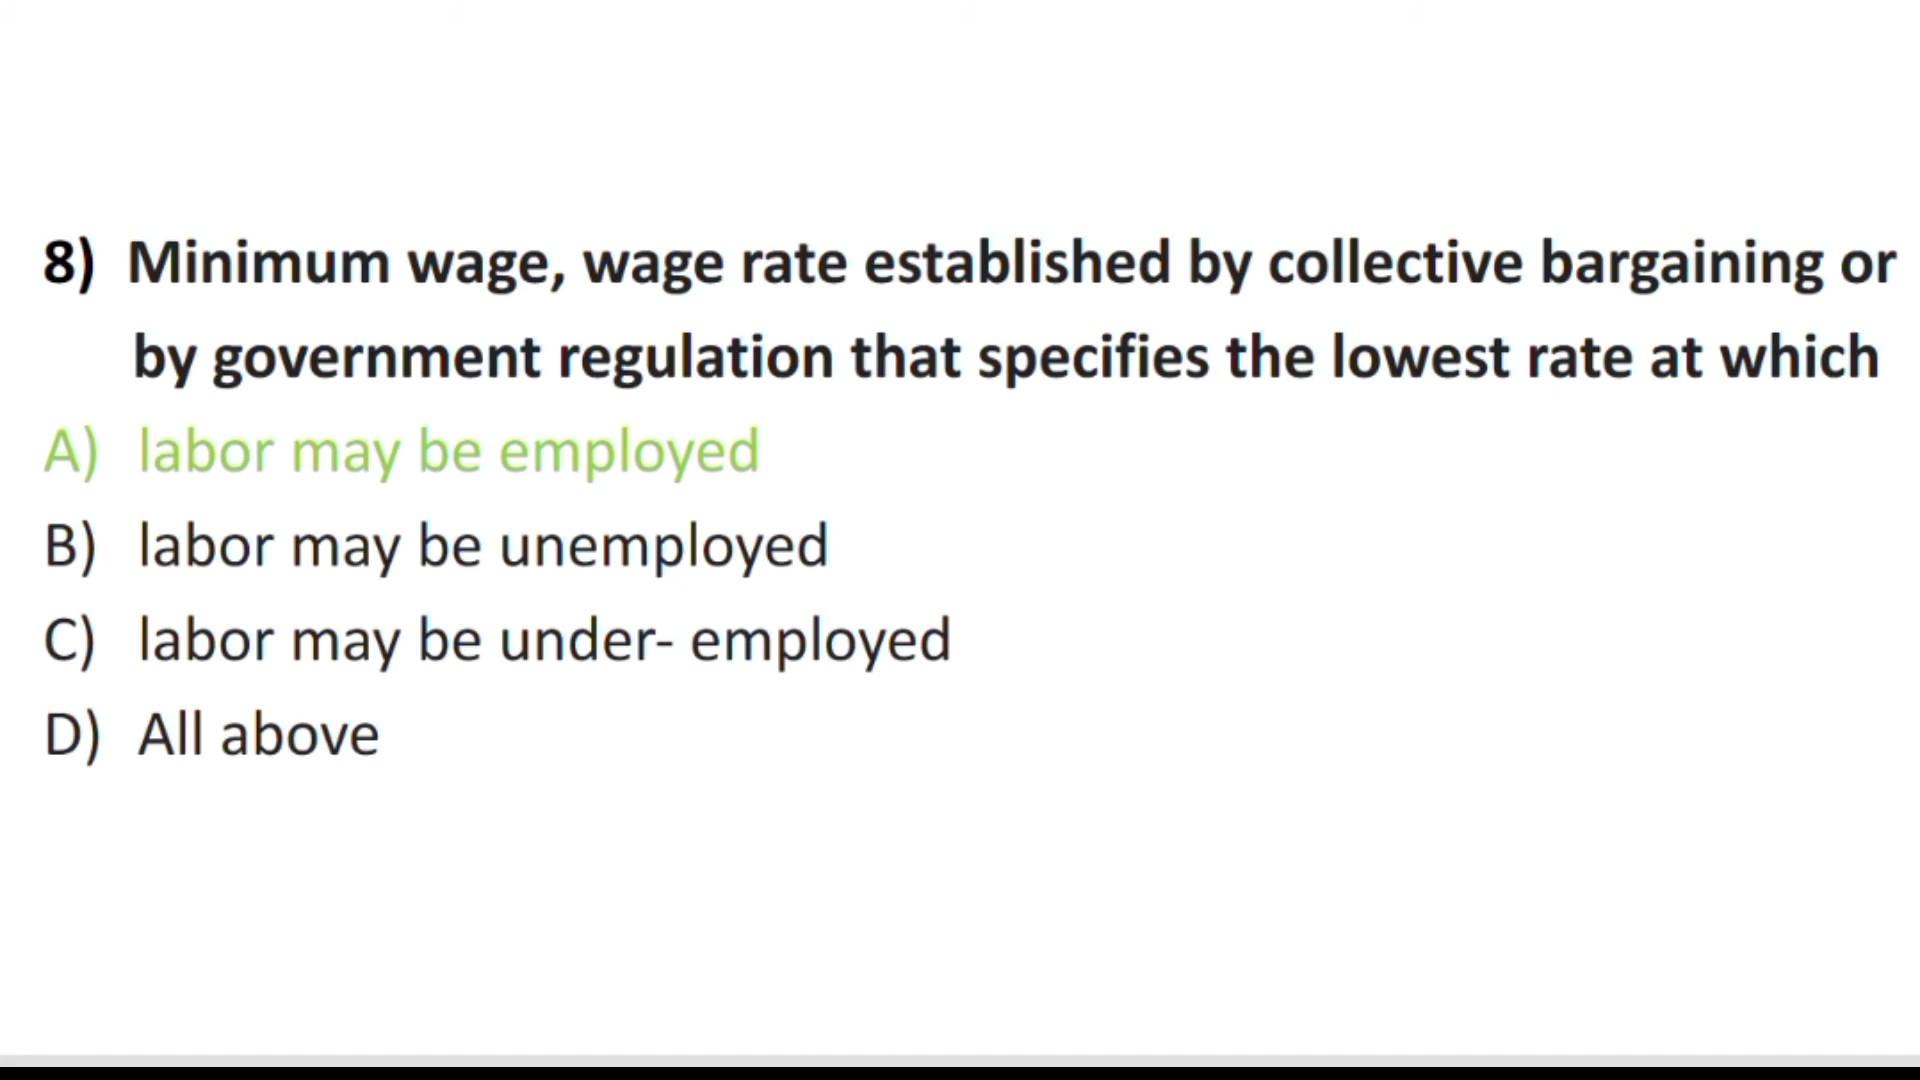 8) Minimum wage, wage rate established by collective bargaining or
by government regulation that specifies the lowest rate at which
A) labor may be employed
B) labor may be unemployed
C) labor may be under- employed
D) All above